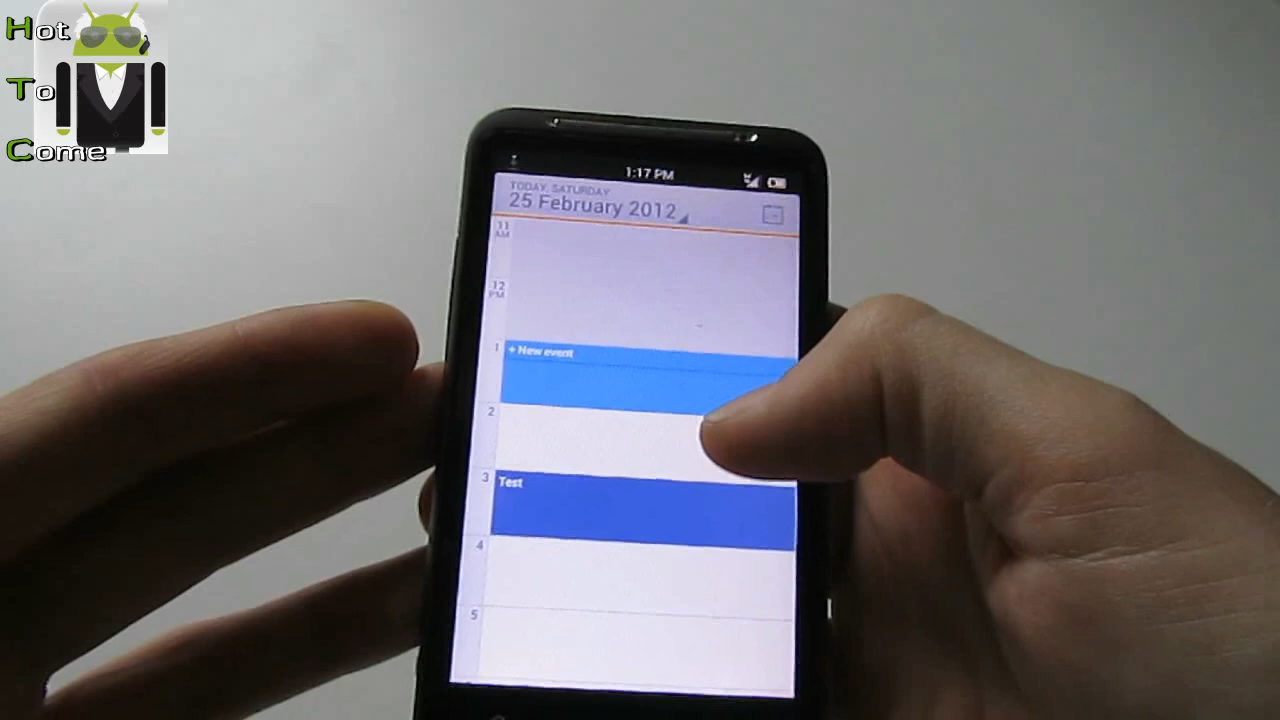 Hot
To
Come
1:17 PM
TODAY, SATURDAY
25 February 2012
11
AM
12
PM
1
+ New event
2
3
Test
4
5